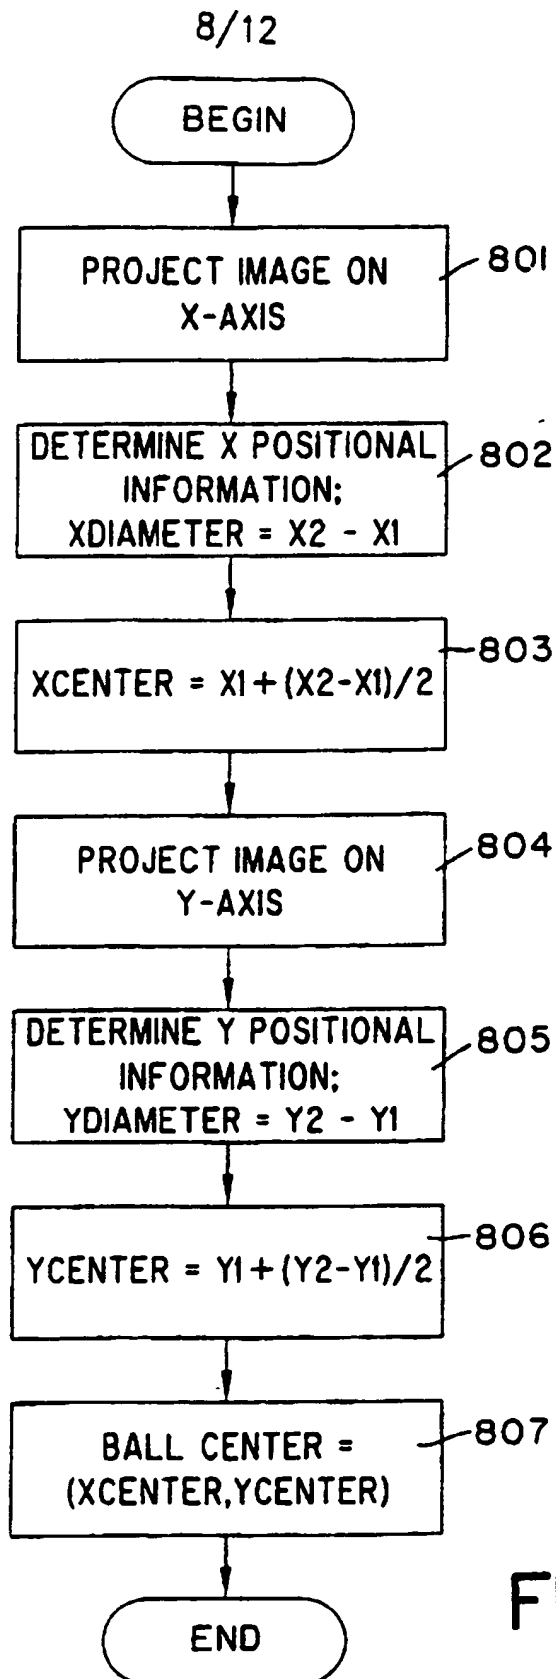 8/12
BEGIN
PROJECT IMAGE ON
X-AXIS
801
DETERMINE X POSITIONAL
INFORMATION;
XDIAMETER = X2 - X1
802
XCENTER = X1+(X2-X1)/2
803
PROJECT IMAGE ON
Y-AXIS
804
DETERMINE Y POSITIONAL
INFORMATION;
YDIAMETER = Y2 - Y1
805
YCENTER = Y1+(Y2-Y1)/2
806
BALL CENTER =
(XCENTER,YCENTER)
807
END